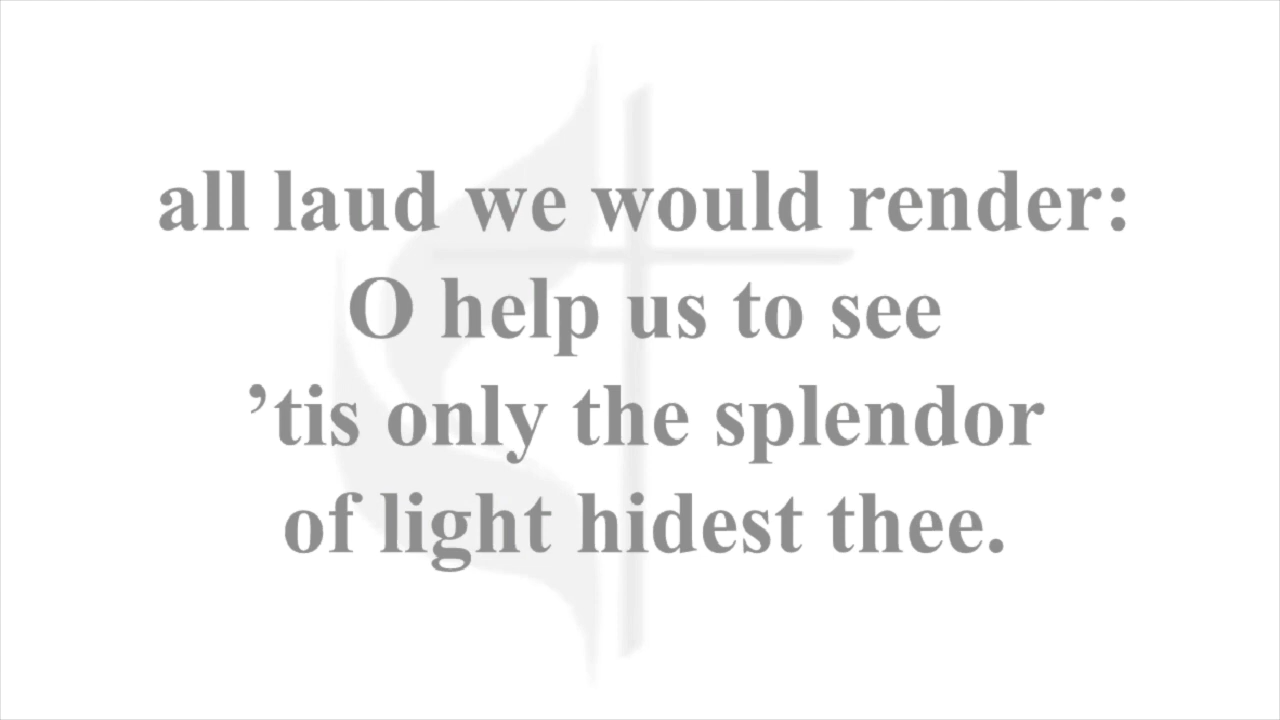 all laud we would render:
O help us to see
’tis only the splendor
of light hidest thee.